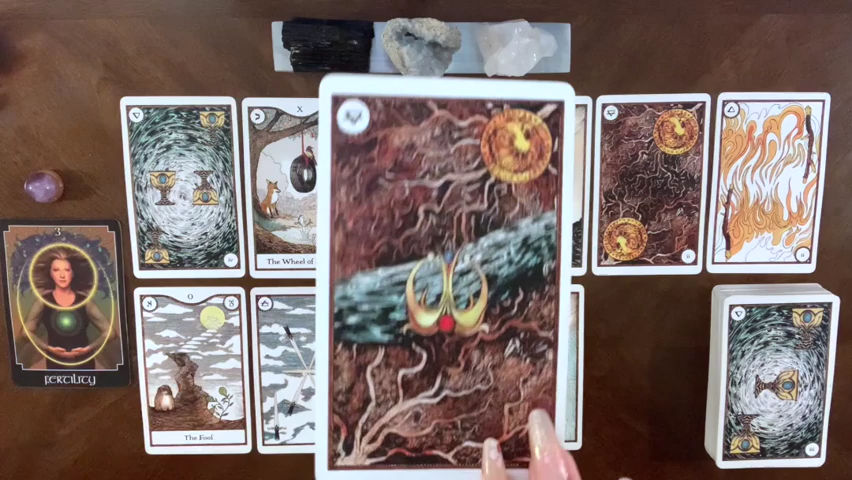 X
The Wheel of
3
FERTILITY
0
The Fool